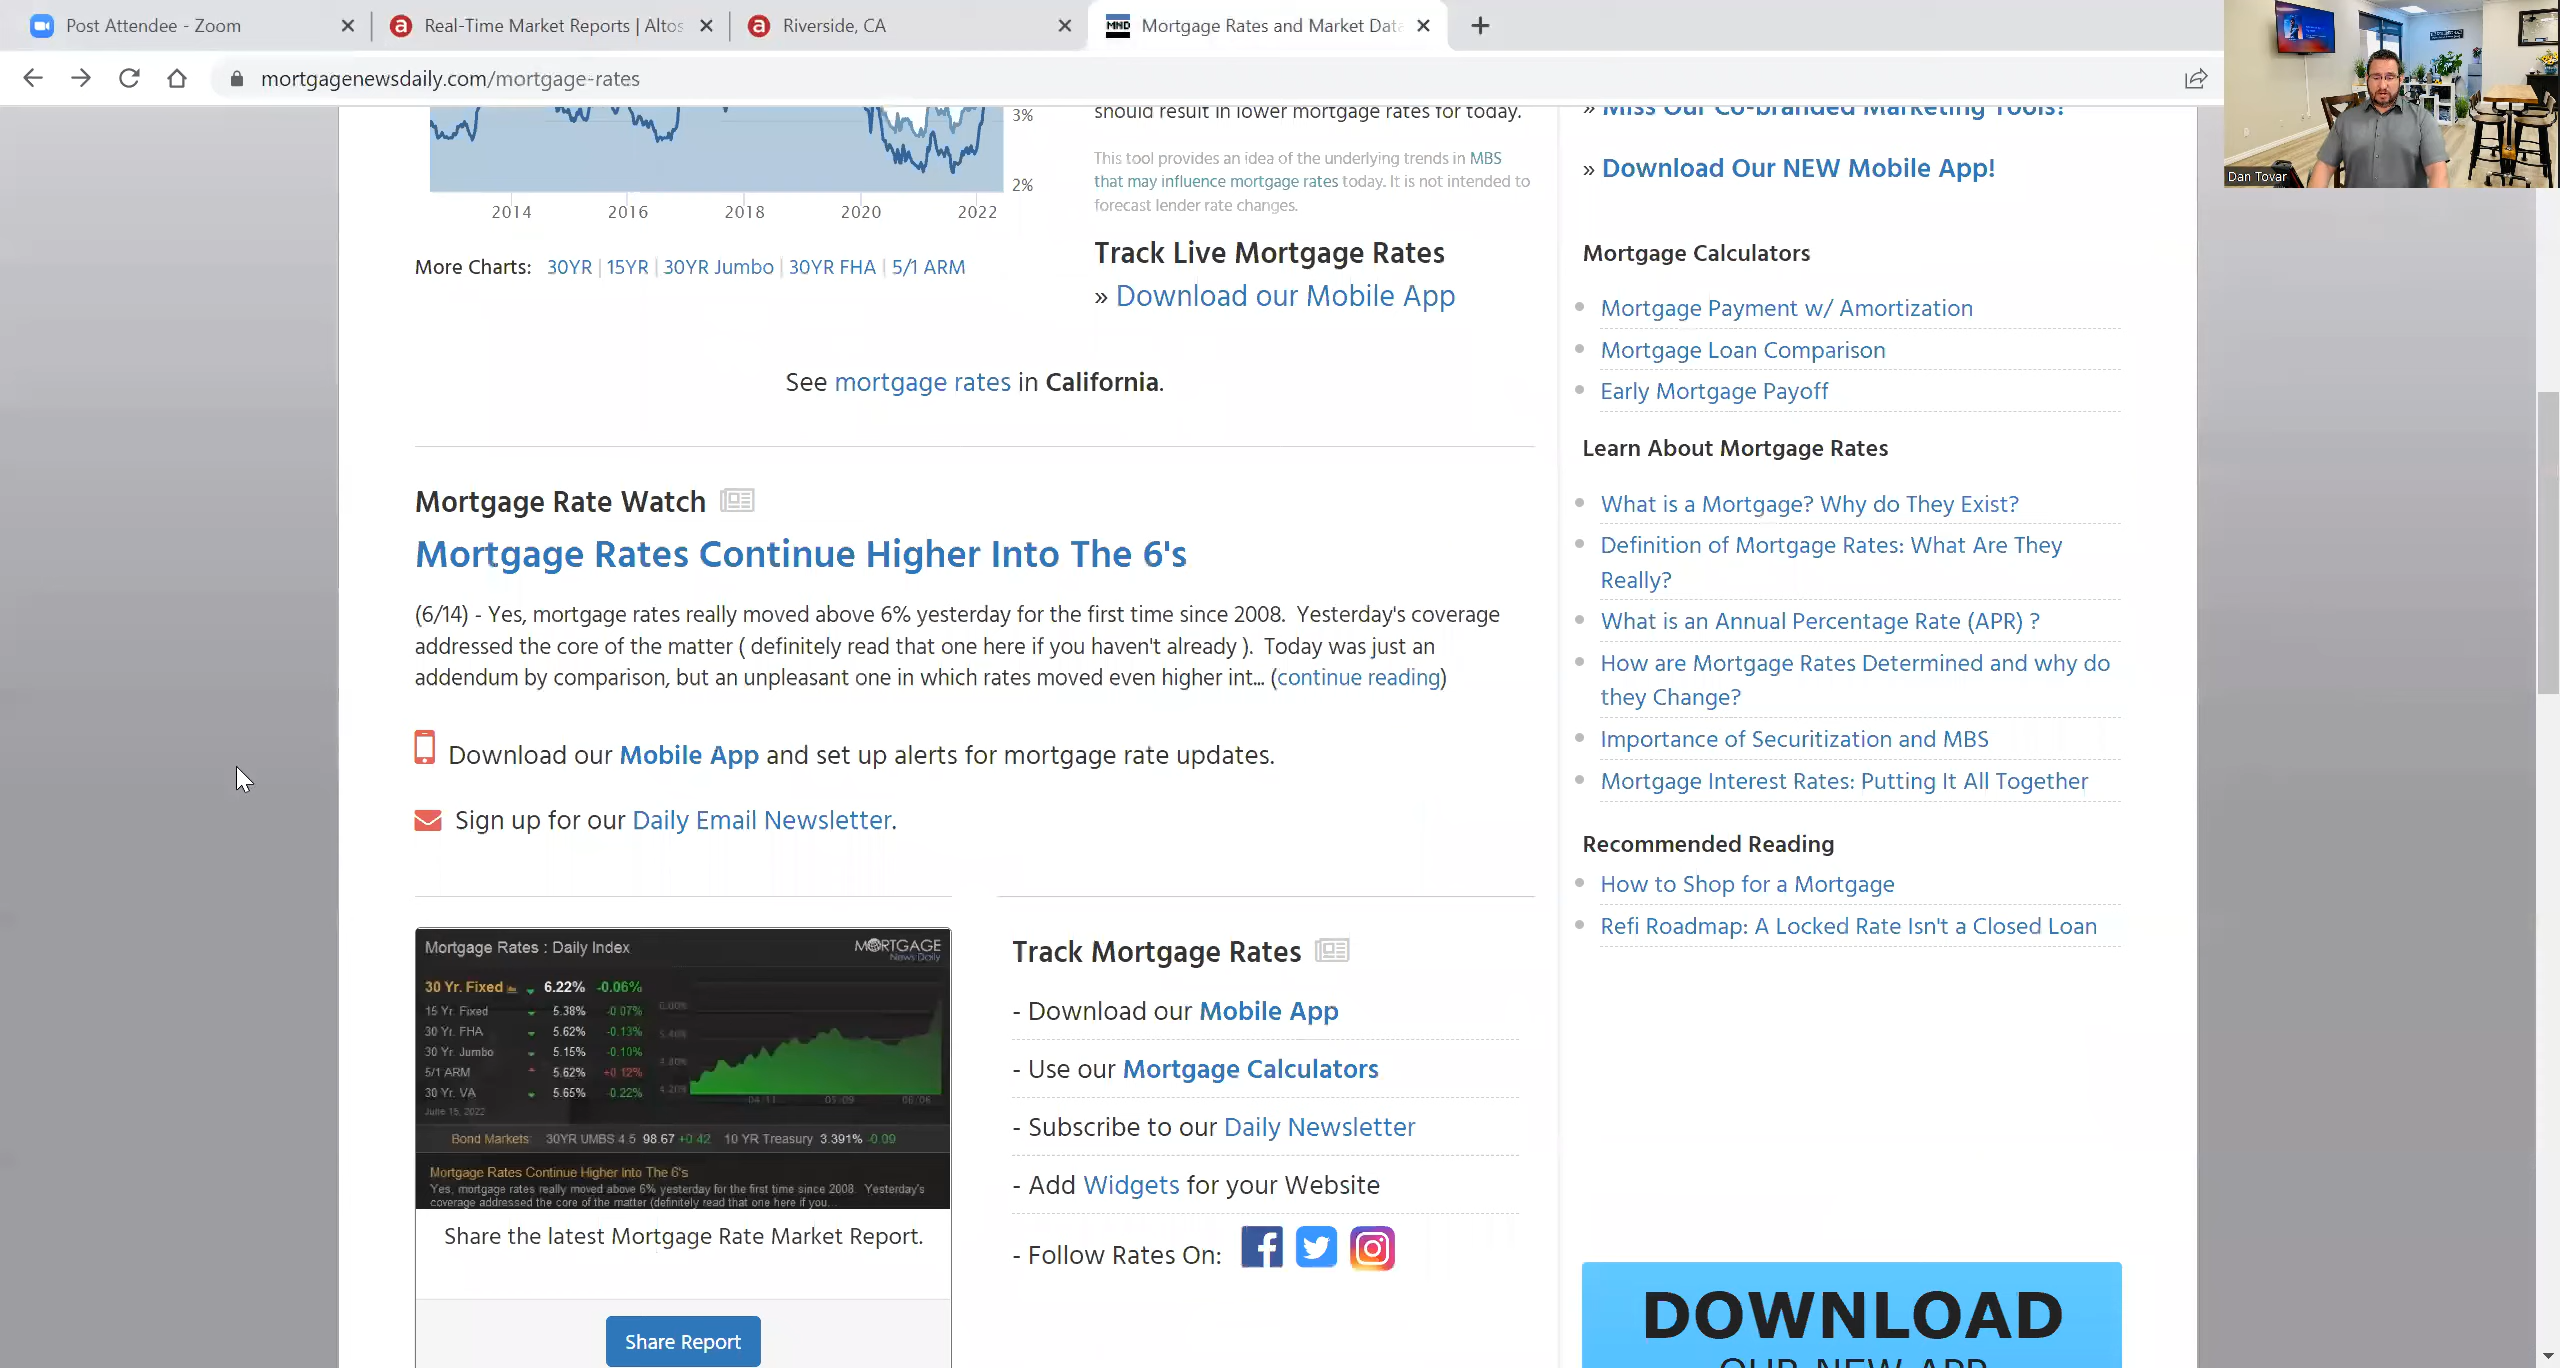 Post Attendee - Zoom
Real-Time Market Reports | Altos
Riverside, CA
MND
Mortgage Rates and Market Data
mortgagenewsdaily.com/mortgage-rates
Dan Tovar
3%
2%
2014 2016 2018 2020 2022
More Charts: 30YR | 15YR | 30YR Jumbo | 30YR FHA | 5/1 ARM
should result in lower mortgage rates for today.
This tool provides an idea of the underlying trends in MBS
that may influence mortgage rates today. It is not intended to
forecast lender rate changes.
Track Live Mortgage Rates
» Download our Mobile App
See mortgage rates in California.
Mortgage Rate Watch
Mortgage Rates Continue Higher Into The 6's
(6/14) - Yes, mortgage rates really moved above 6% yesterday for the first time since 2008. Yesterday's coverage
addressed the core of the matter ( definitely read that one here if you haven't already ). Today was just an
addendum by comparison, but an unpleasant one in which rates moved even higher int... (continue reading)
Download our Mobile App and set up alerts for mortgage rate updates.
Sign up for our Daily Email Newsletter.
Mortgage Rates : Daily Index
MORTGAGE
News Daily
30 Yr. Fixed 6.22% -0.06%
15 Yr. Fixed 5.38% -0.07%
30 Yr. FHA 5.62% -0.13%
30 Yr. Jumbo 5.15% -0.10%
5/1 ARM 5.62% +0.12%
30 Yr. VA 5.65% -0.22%
June 15, 2022
6.00%
5.40%
4.80%
4.20%
04/11 05/09 06/06
Bond Markets: 30YR UMBS 4.5 98.67 +0.42 10 YR Treasury 3.391% -0.09
Mortgage Rates Continue Higher Into The 6's
Yes, mortgage rates really moved above 6% yesterday for the first time since 2008. Yesterday's
coverage addressed the core of the matter (definitely read that one here if you...
Share the latest Mortgage Rate Market Report.
Share Report
Track Mortgage Rates
- Download our Mobile App
- Use our Mortgage Calculators
- Subscribe to our Daily Newsletter
- Add Widgets for your Website
- Follow Rates On:
» Miss Our Co-branded Marketing Tools!
» Download Our NEW Mobile App!
Mortgage Calculators
Mortgage Payment w/ Amortization
Mortgage Loan Comparison
Early Mortgage Payoff
Learn About Mortgage Rates
What is a Mortgage? Why do They Exist?
Definition of Mortgage Rates: What Are They
Really?
What is an Annual Percentage Rate (APR) ?
How are Mortgage Rates Determined and why do
they Change?
Importance of Securitization and MBS
Mortgage Interest Rates: Putting It All Together
Recommended Reading
How to Shop for a Mortgage
Refi Roadmap: A Locked Rate Isn't a Closed Loan
DOWNLOAD
OUR NEW APP